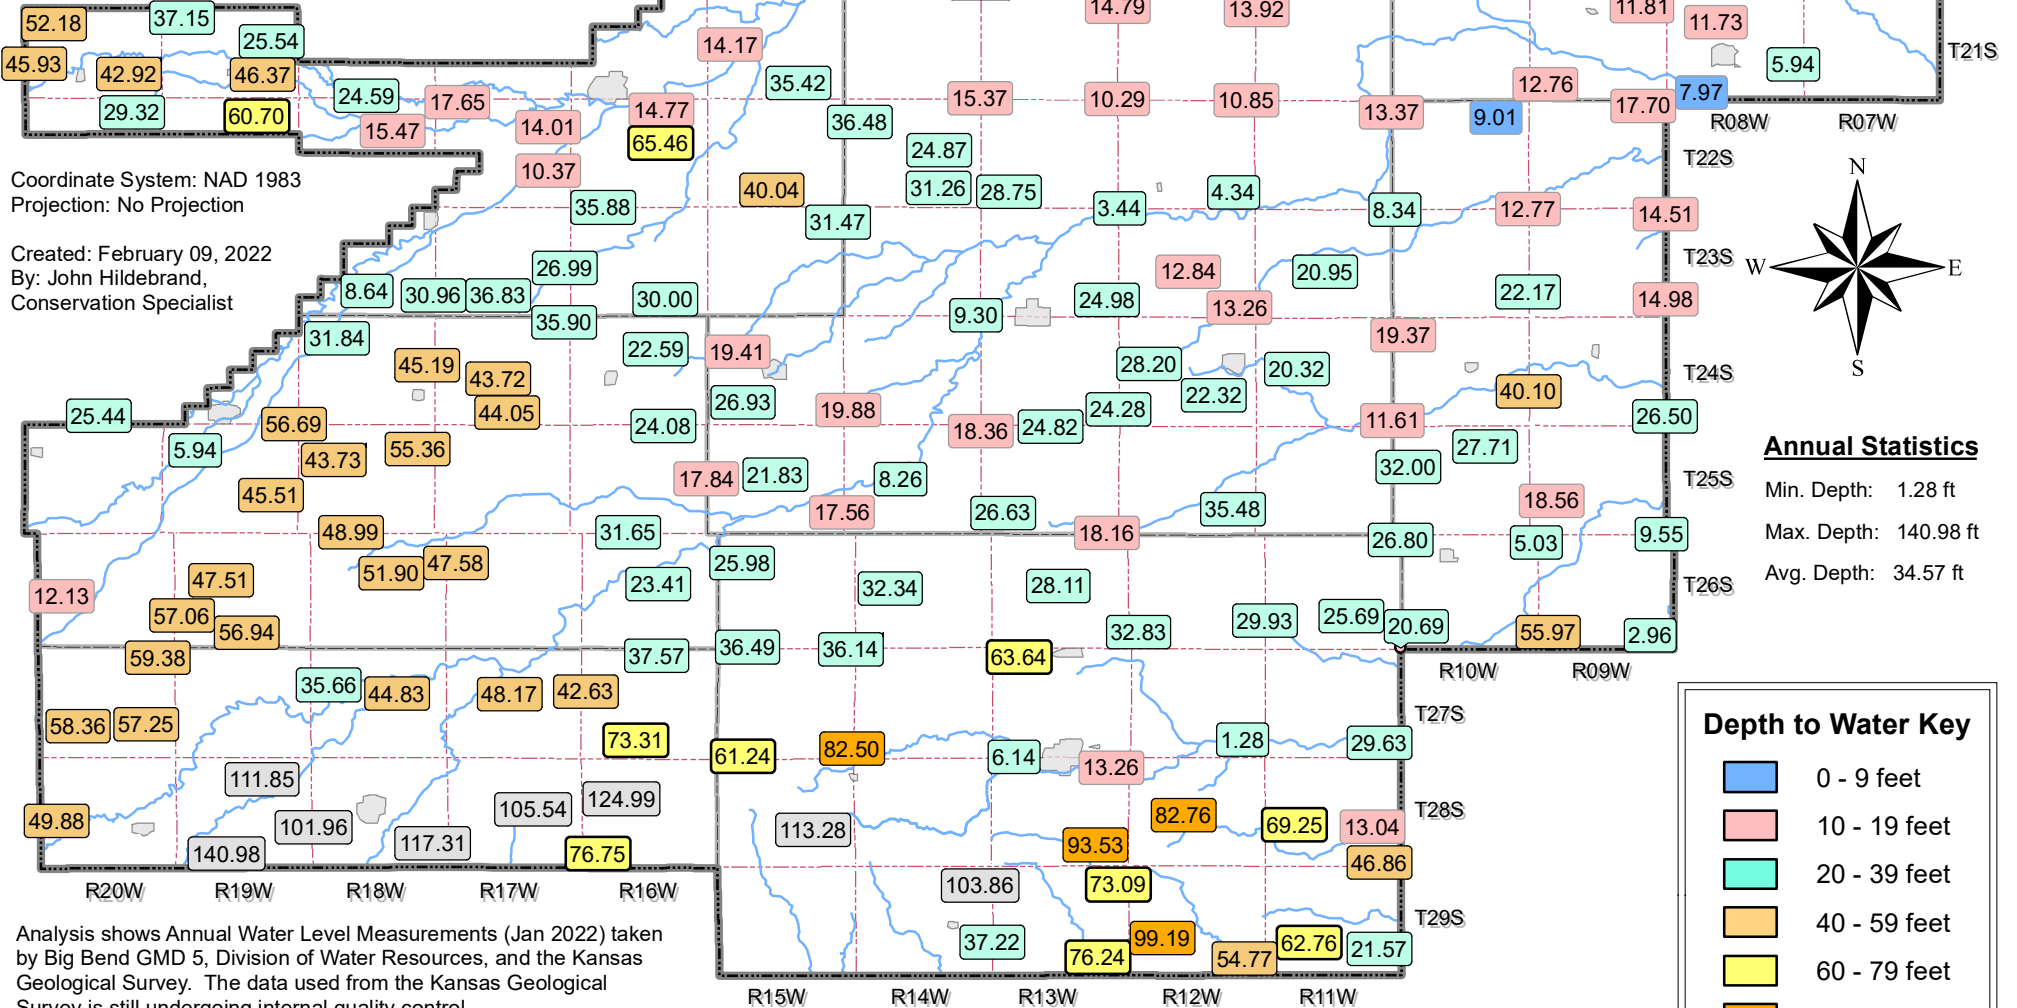 14.79 13.92 11.81
52.18 37.15 11.73
25.54 14.17 T21S
45.93 42.92 46.37 35.42 5.94
24.59 17.65 15.37 10.29 10.85 12.76 7.97
29.32 60.70 14.77 13.37 17.70
15.47 14.01 36.48 9.01 R08W R07W
65.46 24.87 T22S
10.37 N
Coordinate System: NAD 1983
Projection: No Projection
40.04 31.26 28.75 4.34
35.88 31.47 3.44 8.34 12.77 14.51
Created: February 09, 2022
By: John Hildebrand,
Conservation Specialist
26.99 12.84 20.95 T23S
W E
8.64 30.96 36.83 30.00 24.98 22.17 14.98
35.90 9.30 13.26
31.84 22.59 19.41 19.37
45.19 43.72 28.20 20.32 S T24S
44.05 26.93 19.88 24.28 22.32 40.10
25.44 56.69 24.08 18.36 24.82 11.61 26.50
5.94 43.73 55.36 27.71
Annual Statistics
45.51 17.84 21.83 8.26 32.00 T25S
Min. Depth: 1.28 ft
17.56 26.63 35.48 18.56
48.99 31.65 18.16 26.80 5.03 9.55
Max. Depth: 140.98 ft
51.90 47.58 25.98
Avg. Depth: 34.57 ft
12.13 47.51 23.41 32.34 28.11 T26S
57.06 56.94 32.83 29.93 25.69 20.69 55.97 2.96
59.38 37.57 36.49 36.14 63.64
R10W R09W
35.66 44.83 48.17 42.63
58.36 57.25 T27S
73.31 61.24 82.50 6.14 1.28 29.63
Depth to Water Key
111.85 13.26
0 - 9 feet
49.88 101.96 105.54 124.99 113.28 82.76 69.25 13.04 T28S
10 - 19 feet
140.98 117.31 76.75 93.53 46.86
20 - 39 feet
R20W R19W R18W R17W R16W 103.86 73.09
40 - 59 feet
T29S
37.22 76.24 99.19 54.77 62.76 21.57
60 - 79 feet
Analysis shows Annual Water Level Measurements (Jan 2022) taken
by Big Bend GMD 5, Division of Water Resources, and the Kansas
Geological Survey. The data used from the Kansas Geological
Survey is still undergoing internal quality control
R15W R14W R13W R12W R11W